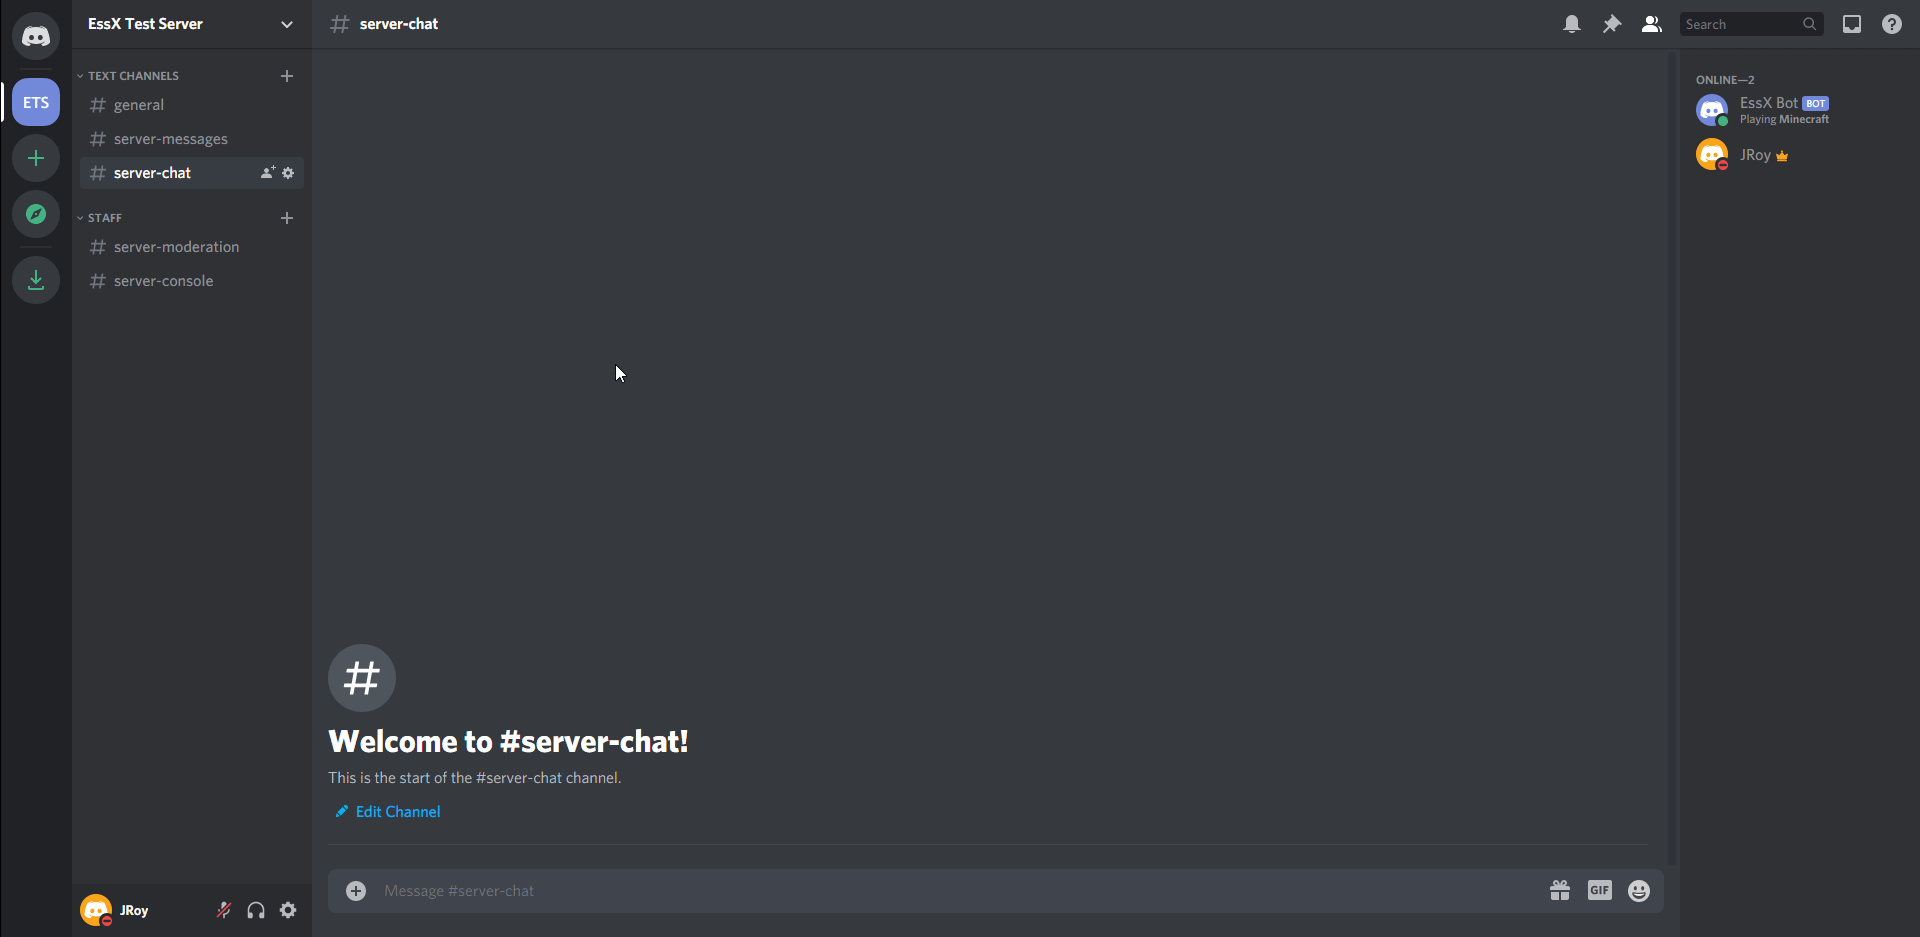 EssX Test Server
server-chat
Search
ETS
TEXT CHANNELS
general
server-messages
server-chat
STAFF
server-moderation
server-console
Welcome to #server-chat!
This is the start of the #server-chat channel.
Edit Channel
Message #server-chat
GIF
JRoy
ONLINE—2
EssX Bot BOT
Playing Minecraft
JRoy